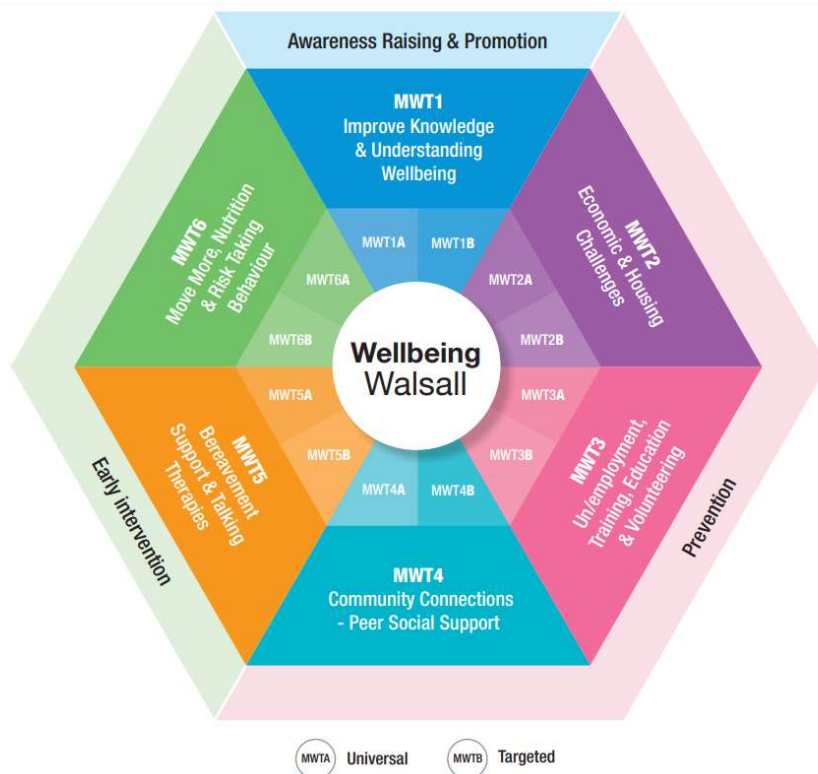 Awareness Raising & Promotion
MWT1
Improve Knowledge
& Understanding
Wellbeing
MWT1A
MWT1B
MWT2
Economic & Housing
Challenges
MWT2A
MWT2B
MWT3
Un/employment,
Training, Education
& Volunteering
MWT3A
MWT3B
Prevention
MWT4
Community Connections
- Peer Social Support
MWT4A
MWT4B
MWT5
Bereavement
Support & Talking
Therapies
MWT5A
MWT5B
Early intervention
MWT6
Move More, Nutrition
& Risk Taking
Behaviour
MWT6A
MWT6B
Wellbeing
Walsall
MWTA Universal
MWTB Targeted